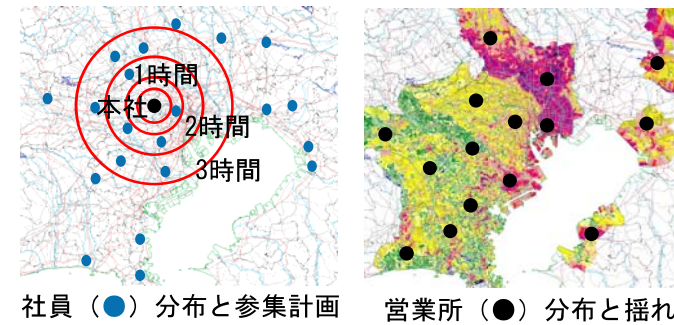 1時間
本社
2時間
3時間
社員（●）分布と参集計画
営業所（●）分布と揺れ